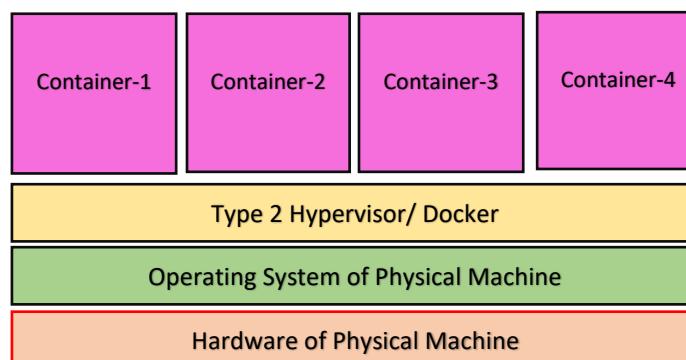 Container-1
Container-2
Container-3
Container-4
Type 2 Hypervisor/ Docker
Operating System of Physical Machine
Hardware of Physical Machine